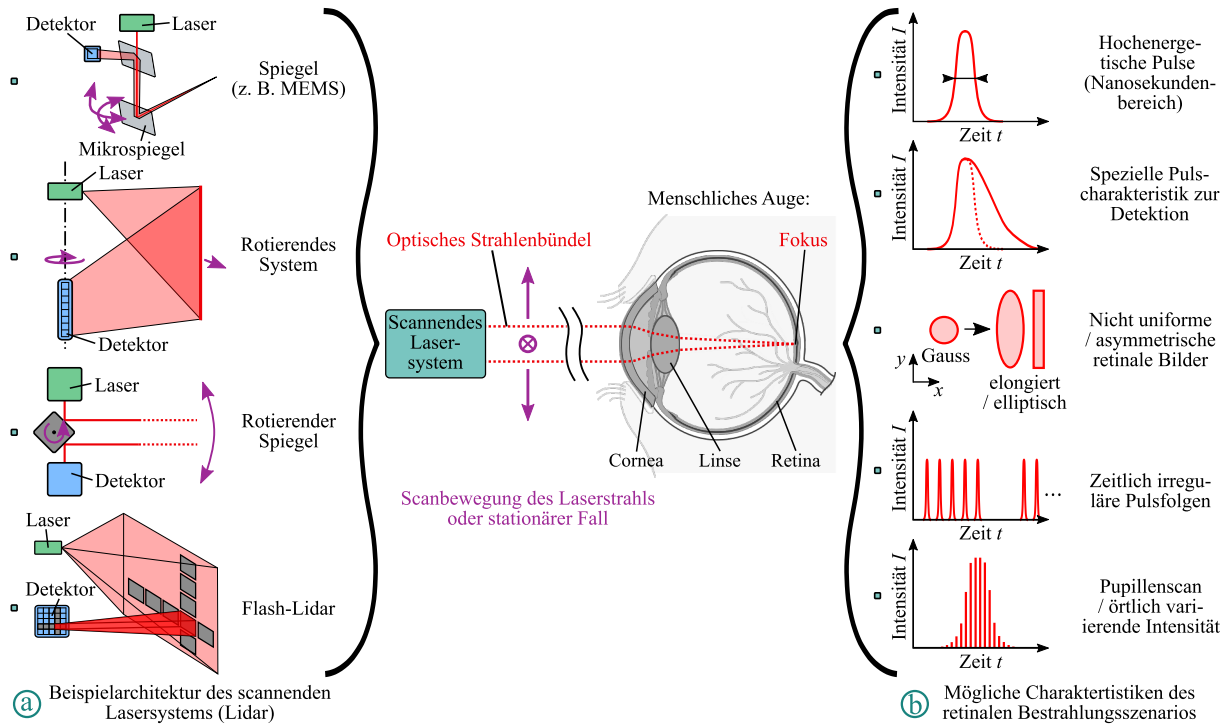 Laser
Detektor
Spiegel
(z. B. MEMS)
Mikrospiegel
Laser
Rotierendes
System
Detektor
Laser
Rotierender
Spiegel
Detektor
Laser
Detektor
Flash-Lidar
a Beispielarchitektur des scannenden
Lasersystems (Lidar)
Menschliches Auge:
Optisches Strahlenbündel
Fokus
Scannendes
Laser-
system
Cornea
Linse
Retina
Scanbewegung des Laserstrahls
oder stationärer Fall
Intensität I
Zeit t
Hochenerge-
tische Pulse
(Nanosekunden-
bereich)
Intensität I
Zeit t
Spezielle Puls-
charakteristik zur
Detektion
Gauss
y
x
elongiert
/ elliptisch
Nicht uniforme
/ asymmetrische
retinale Bilder
Intensität I
...
Zeit t
Zeitlich irregu-
läre Pulsfolgen
Intensität I
Zeit t
Pupillenscan
/ örtlich vari-
ierende Intensität
b Mögliche Charaktertistiken des
retinalen Bestrahlungsszenarios